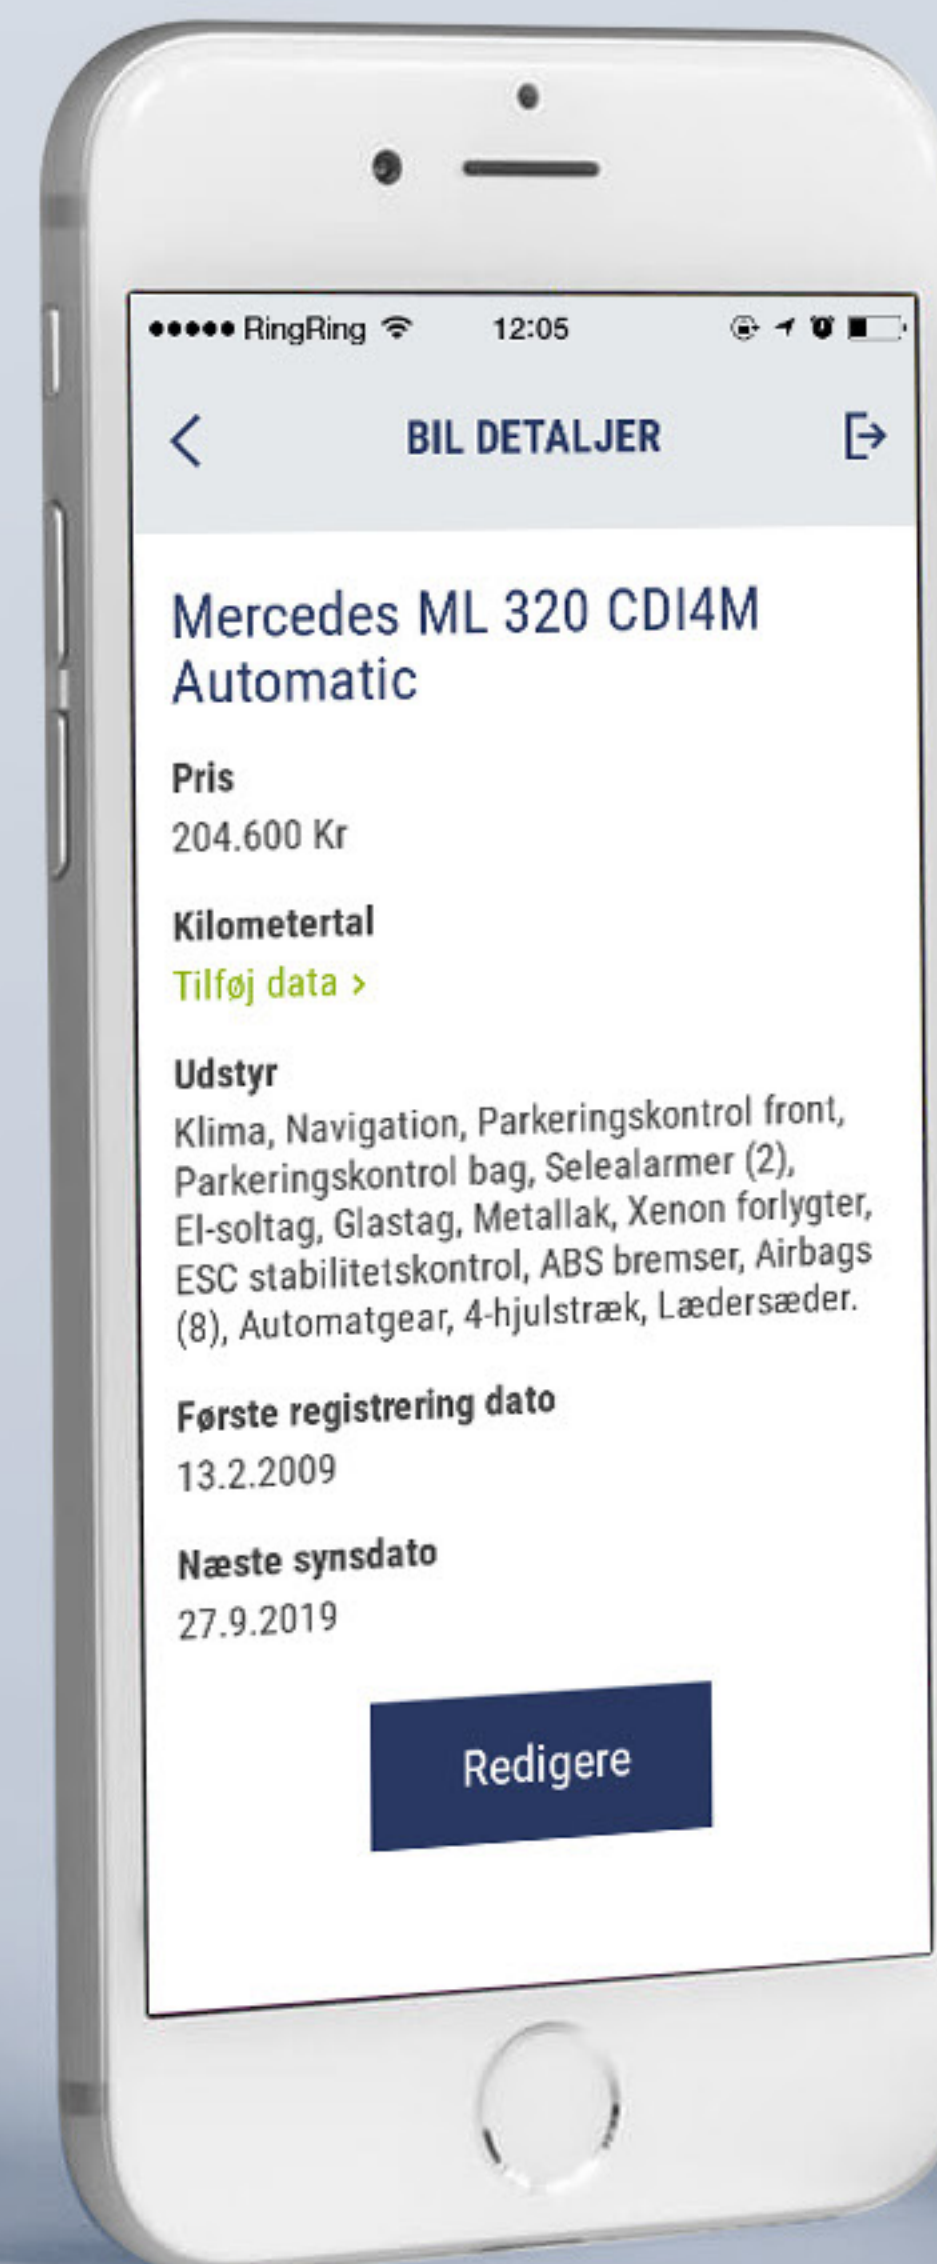 RingRing 12:05
BIL DETALJER
Mercedes ML 320 CDI4M
Automatic
Pris
204.600 Kr
Kilometertal
Tilføj data >
Udstyr
Klima, Navigation, Parkeringskontrol front,
Parkeringskontrol bag, Selealarmer (2),
El-soltag, Glastag, Metallak, Xenon forlygter,
ESC stabilitetskontrol, ABS bremser, Airbags
(8), Automatgear, 4-hjulstræk, Lædersæder.
Første registrering dato
13.2.2009
Næste synsdato
27.9.2019
Redigere